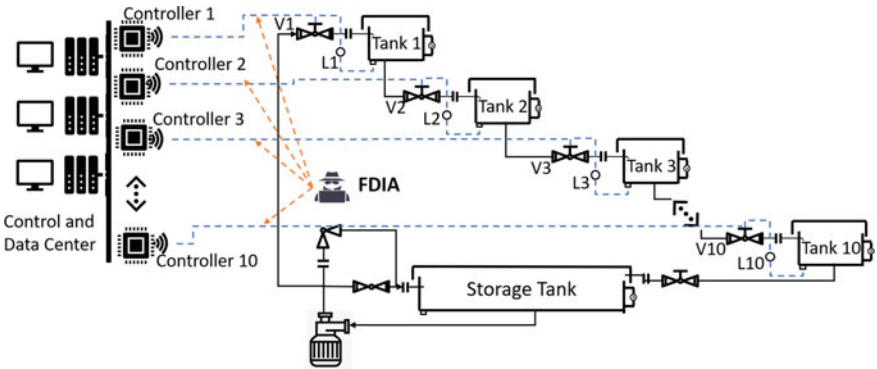 Controller 1
V1
Tank 1
L1
Controller 2
V2
L2
Tank 2
Controller 3
V3
L3
Tank 3
FDIA
Control and
Data Center
Controller 10
V10
L10
Tank 10
Storage Tank